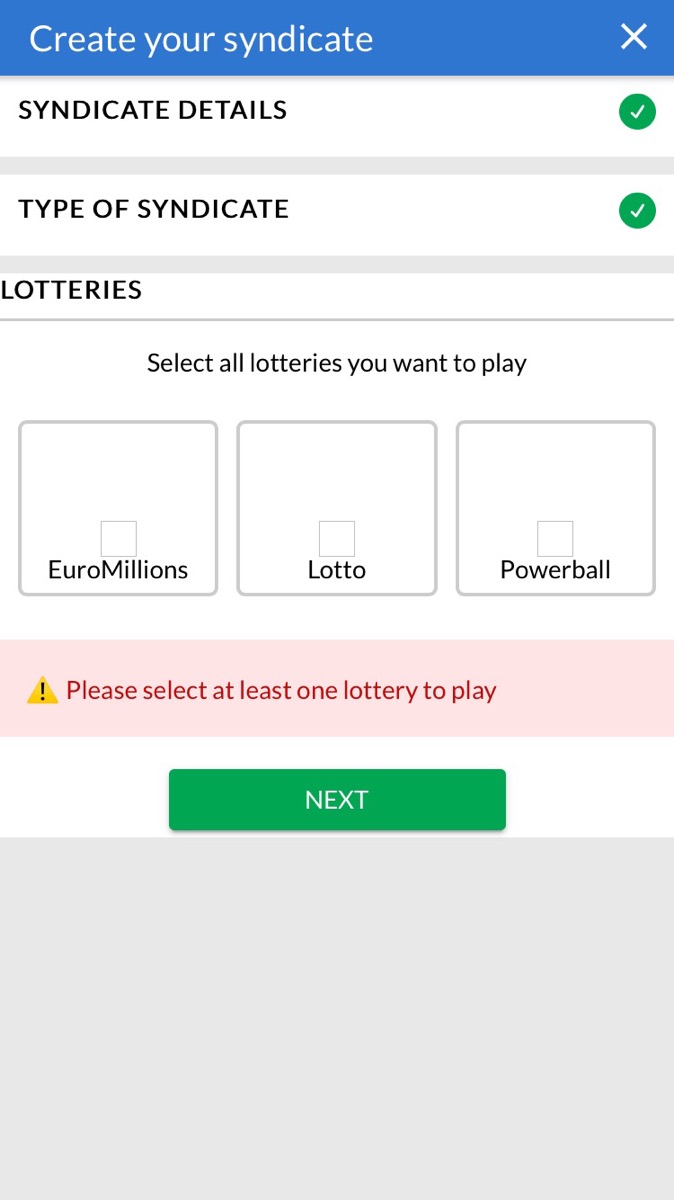 Create your syndicate
SYNDICATE DETAILS
TYPE OF SYNDICATE
LOTTERIES
Select all lotteries you want to play
EuroMillions
Lotto
Powerball
Please select at least one lottery to play
NEXT